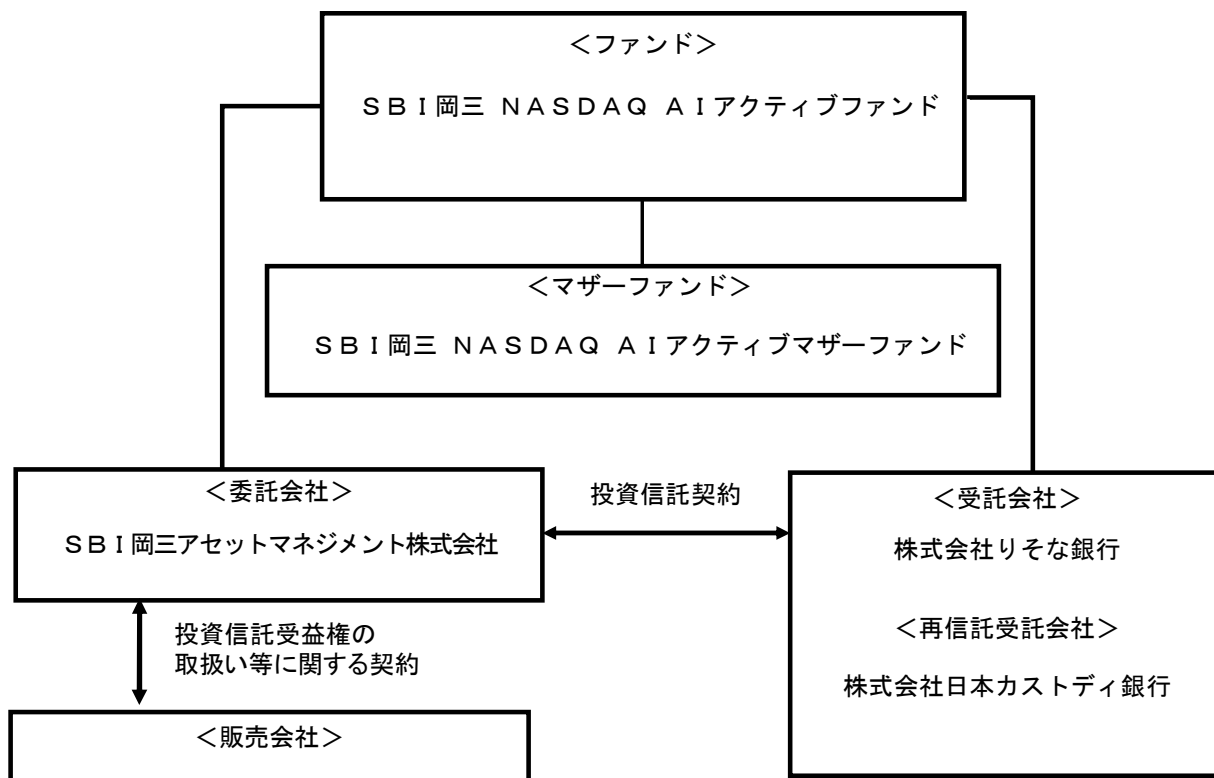 ＜ファンド＞
ＳＢＩ岡三 ＮＡＳＤＡＱ ＡＩアクティブファンド
＜マザーファンド＞
ＳＢＩ岡三 ＮＡＳＤＡＱ ＡＩアクティブマザーファンド
＜委託会社＞
ＳＢＩ岡三アセットマネジメント株式会社
投資信託契約
＜受託会社＞
株式会社りそな銀行
＜再信託受託会社＞
株式会社日本カストディ銀行
投資信託受益権の
取扱い等に関する契約
＜販売会社＞